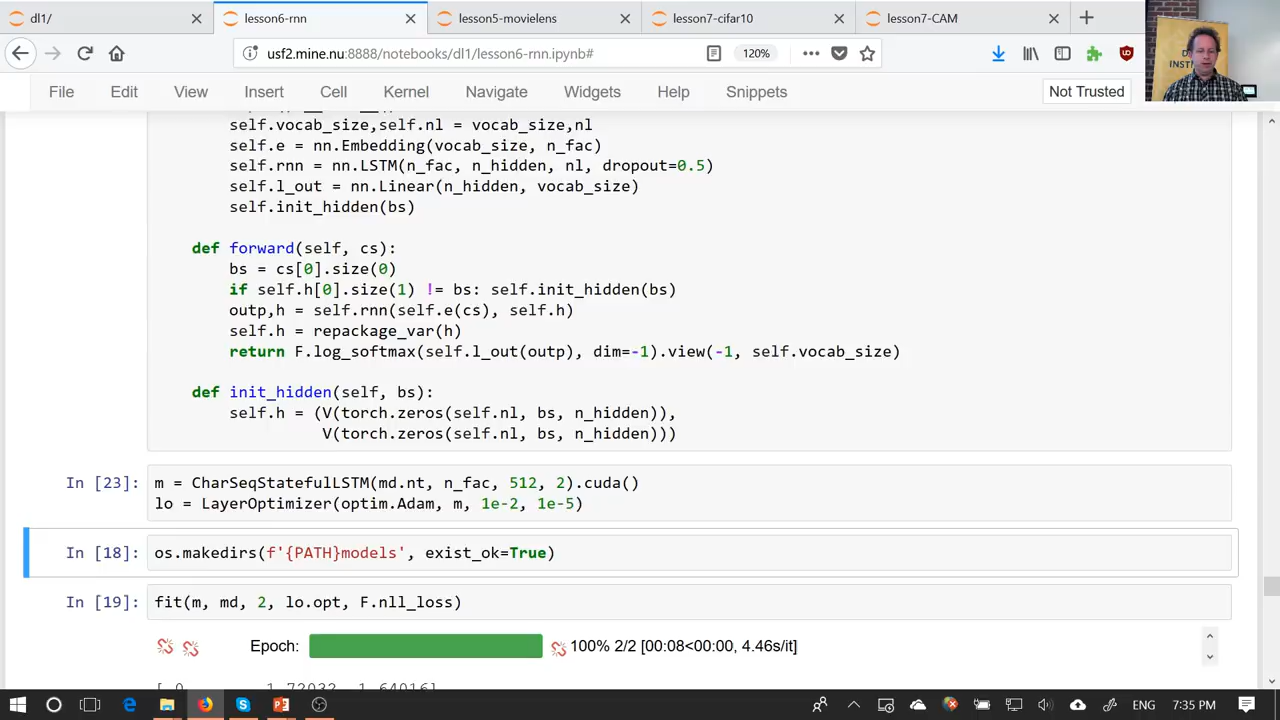 dl1/
lesson6-rnn
lesson5-movielens
lesson7-cifar10
lesson7-CAM
usf2.mine.nu:8888/notebooks/dl1/lesson6-rnn.ipynb#
120%
File Edit View Insert Cell Kernel Navigate Widgets Help Snippets
Not Trusted
self.vocab_size,self.nl = vocab_size,nl
self.e = nn.Embedding(vocab_size, n_fac)
self.rnn = nn.LSTM(n_fac, n_hidden, nl, dropout=0.5)
self.l_out = nn.Linear(n_hidden, vocab_size)
self.init_hidden(bs)
def forward(self, cs):
bs = cs[0].size(0)
if self.h[0].size(1) != bs: self.init_hidden(bs)
outp,h = self.rnn(self.e(cs), self.h)
self.h = repackage_var(h)
return F.log_softmax(self.l_out(outp), dim=-1).view(-1, self.vocab_size)
def init_hidden(self, bs):
self.h = (V(torch.zeros(self.nl, bs, n_hidden)),
V(torch.zeros(self.nl, bs, n_hidden)))
In [23]: m = CharSeqStatefulLSTM(md.nt, n_fac, 512, 2).cuda()
lo = LayerOptimizer(optim.Adam, m, 1e-2, 1e-5)
In [18]: os.makedirs(f'{PATH}models', exist_ok=True)
In [19]: fit(m, md, 2, lo.opt, F.nll_loss)
Epoch: 100% 2/2 [00:08<00:00, 4.46s/it]
ENG 7:35 PM